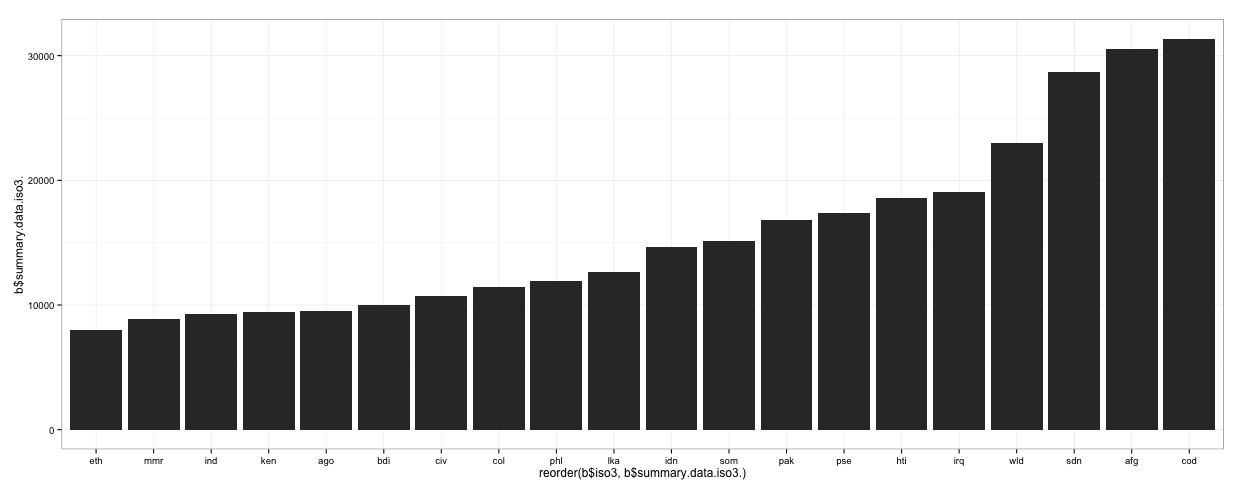 30000
20000
10000
0
b$summary.data.iso3.
eth mmr ind ken ago bdi civ col phl lka idn som pak pse hti irq wld sdn afg cod
reorder(b$iso3, b$summary.data.iso3.)